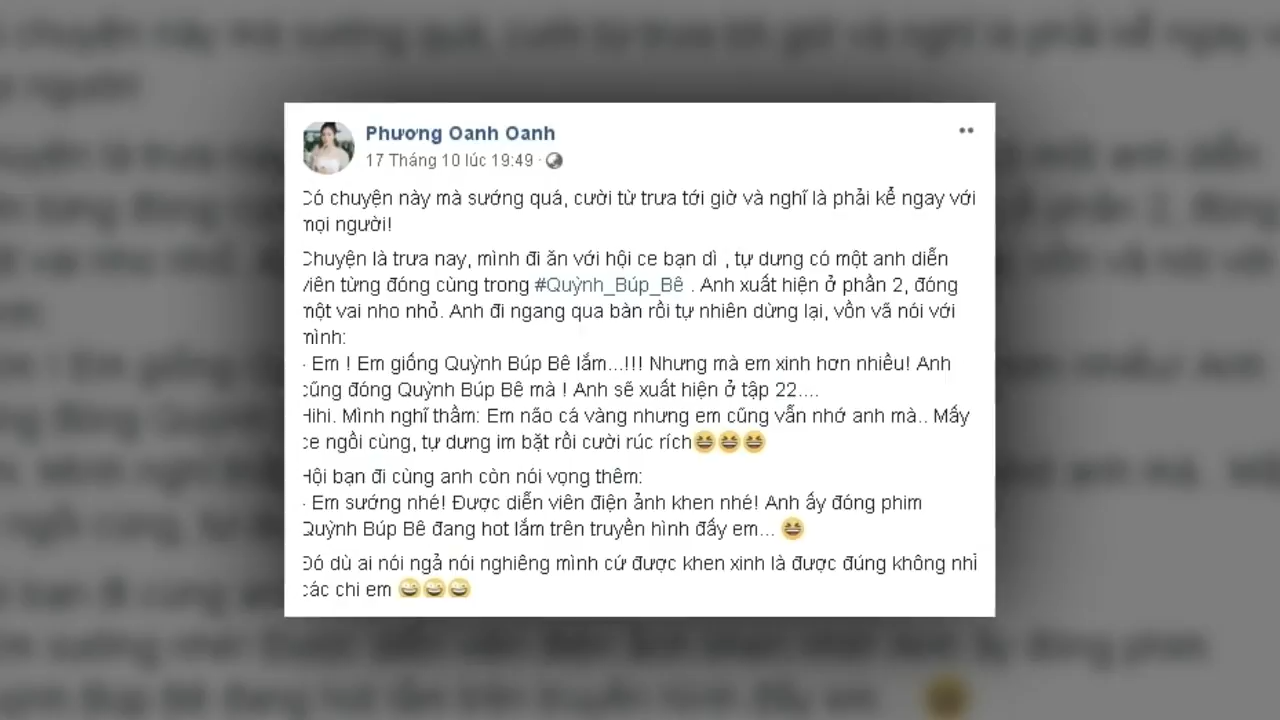 Phương Oanh Oanh
17 Tháng 10 lúc 19:49 ·
Có chuyện này mà sướng quá, cười từ trưa tới giờ và nghĩ là phải kể ngay với
mọi người!
Chuyện là trưa nay, mình đi ăn với hội ce bạn dì , tự dưng có một anh diễn
viên từng đóng cùng trong #Quỳnh_Búp_Bê . Anh xuất hiện ở phần 2, đóng
một vai nho nhỏ. Anh đi ngang qua bàn rồi tự nhiên dừng lại, vồn vã nói với
mình:
- Em ! Em giống Quỳnh Búp Bê lắm...!!! Nhưng mà em xinh hơn nhiều! Anh
cũng đóng Quỳnh Búp Bê mà ! Anh sẽ xuất hiện ở tập 22....
Hihi. Mình nghĩ thầm: Em não cá vàng nhưng em cũng vẫn nhớ anh mà.. Mấy
ce ngồi cùng, tự dưng im bặt rồi cười rúc rích😆😆😆
Hội bạn đi cùng anh còn nói vọng thêm:
- Em sướng nhé! Được diễn viên điện ảnh khen nhé! Anh ấy đóng phim
Quỳnh Búp Bê đang hot lắm trên truyền hình đấy em... 😆
Đó dù ai nói ngả nói nghiêng mình cứ được khen xinh là được đúng không nhỉ
các chi em 😂😂😂